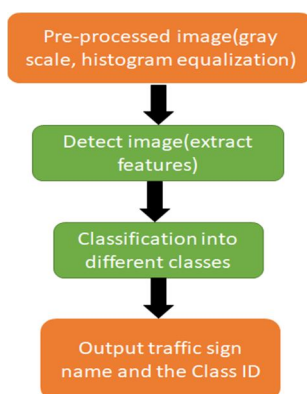 Pre-processed image(gray
scale, histogram equalization)
Detect image(extract
features)
Classification into
different classes
Output traffic sign
name and the Class ID